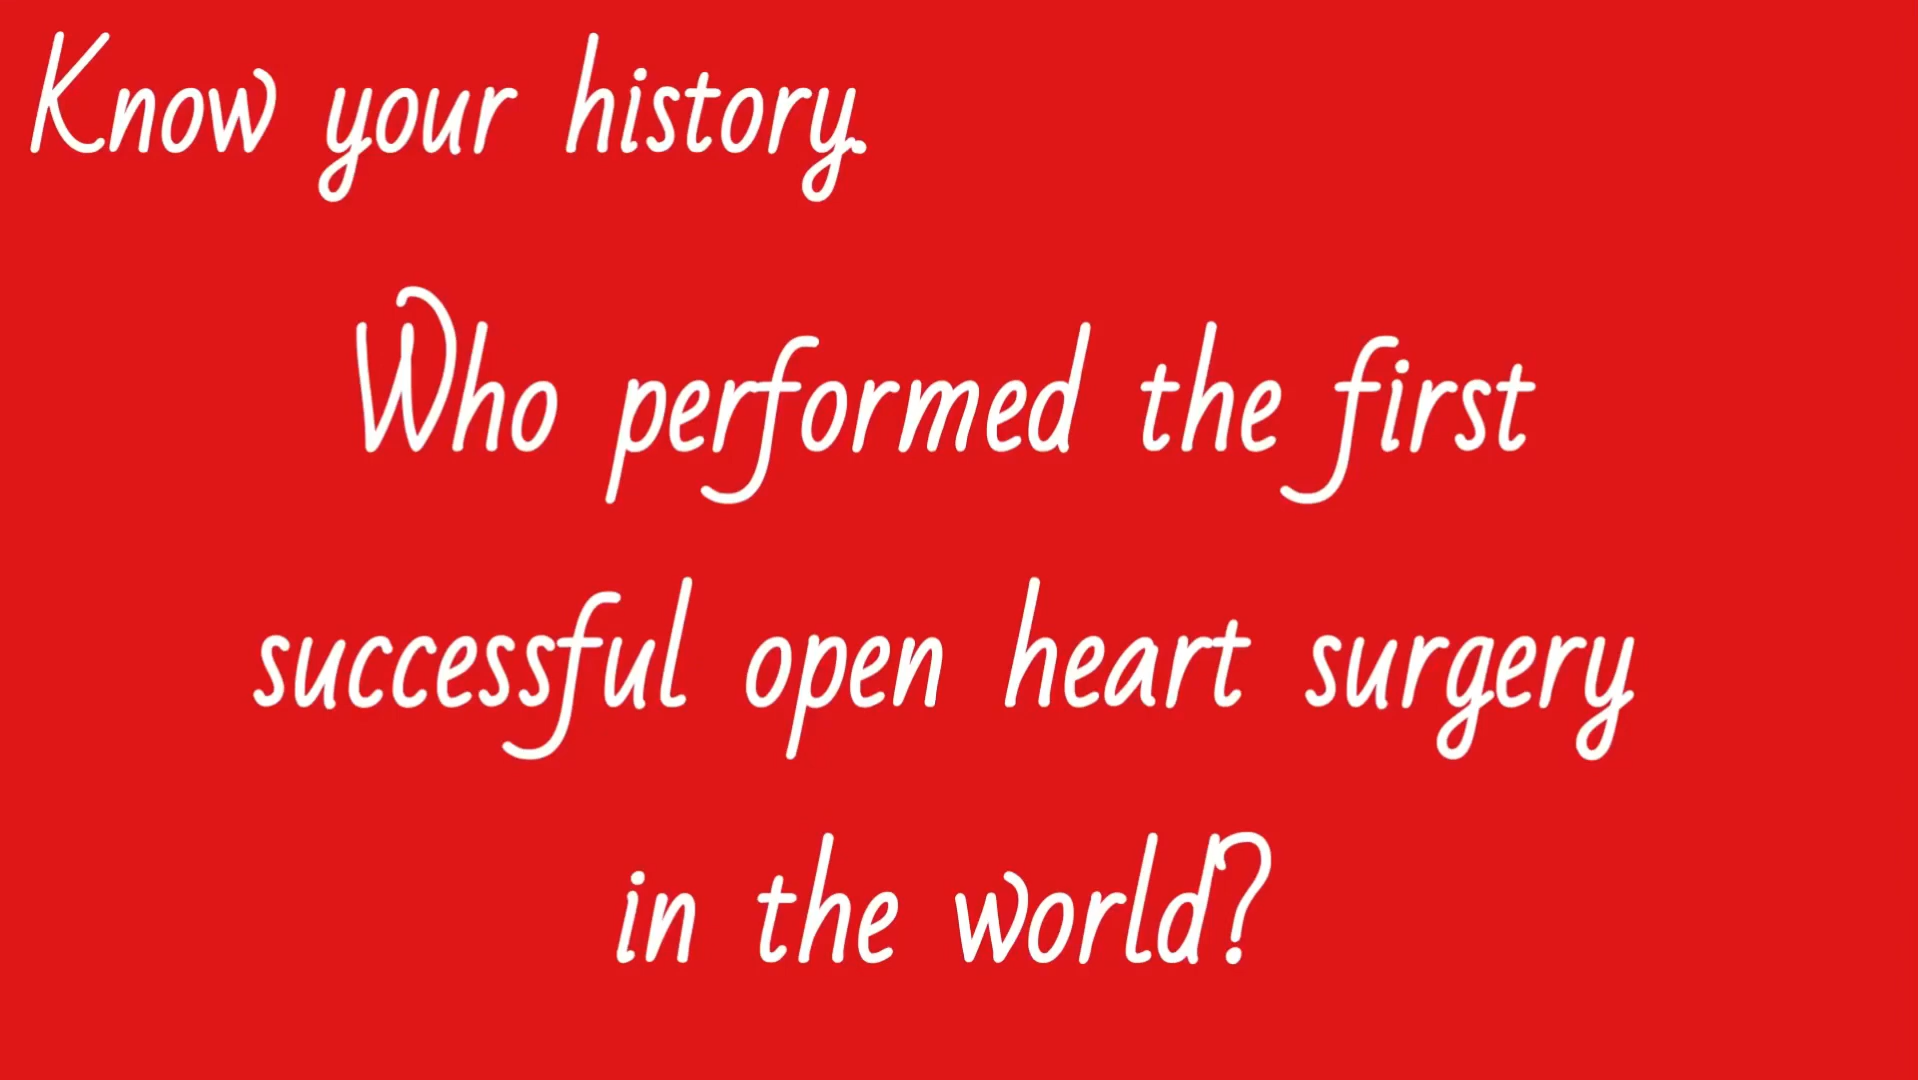 Know your history.
Who performed the first
successful open heart surgery
in the world?